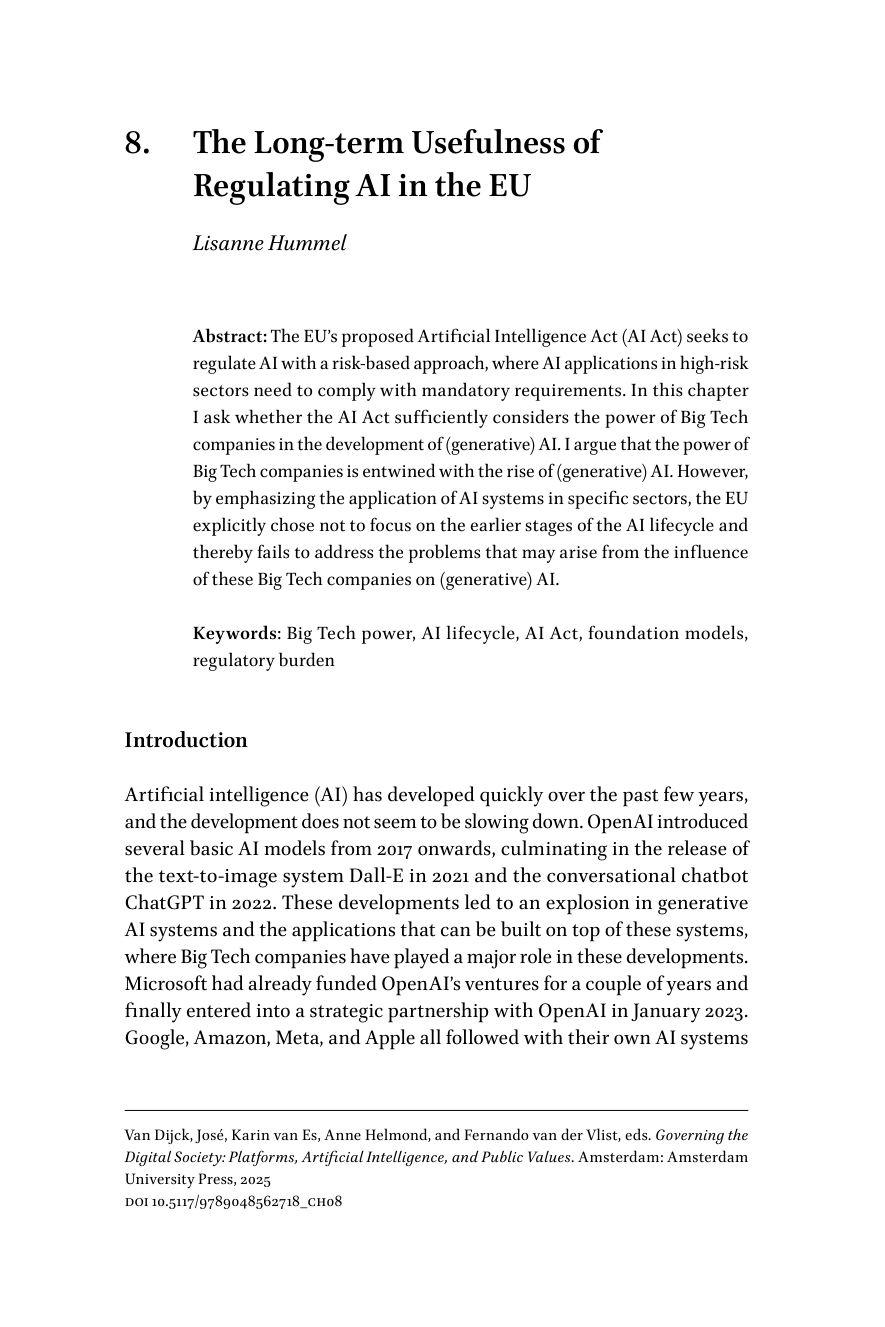 8. The Long-term Usefulness of
Regulating AI in the EU
Lisanne Hummel
Abstract: The EU’s proposed Artificial Intelligence Act (AI Act) seeks to
regulate AI with a risk-based approach, where AI applications in high-risk
sectors need to comply with mandatory requirements. In this chapter
I ask whether the AI Act sufficiently considers the power of Big Tech
companies in the development of (generative) AI. I argue that the power of
Big Tech companies is entwined with the rise of (generative) AI. However,
by emphasizing the application of AI systems in specific sectors, the EU
explicitly chose not to focus on the earlier stages of the AI lifecycle and
thereby fails to address the problems that may arise from the influence
of these Big Tech companies on (generative) AI.
Keywords: Big Tech power, AI lifecycle, AI Act, foundation models,
regulatory burden
Introduction
Artificial intelligence (AI) has developed quickly over the past few years,
and the development does not seem to be slowing down. OpenAI introduced
several basic AI models from 2017 onwards, culminating in the release of
the text-to-image system Dall-E in 2021 and the conversational chatbot
ChatGPT in 2022. These developments led to an explosion in generative
AI systems and the applications that can be built on top of these systems,
where Big Tech companies have played a major role in these developments.
Microsoft had already funded OpenAI’s ventures for a couple of years and
finally entered into a strategic partnership with OpenAI in January 2023.
Google, Amazon, Meta, and Apple all followed with their own AI systems
Van Dijck, José, Karin van Es, Anne Helmond, and Fernando van der Vlist, eds. Governing the
Digital Society: Platforms, Artificial Intelligence, and Public Values. Amsterdam: Amsterdam
University Press, 2025
DOI 10.5117/9789048562718_CH08